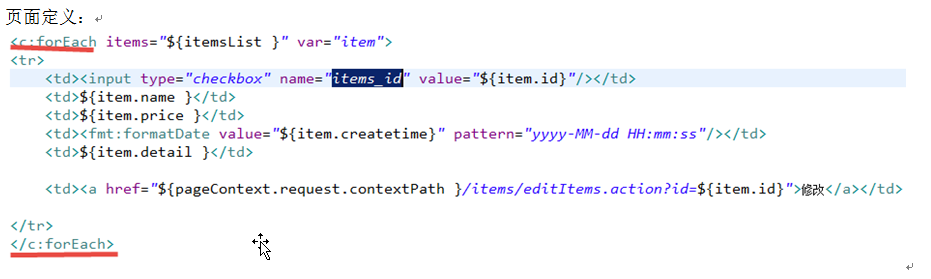 页面定义：
<c:forEach items="${itemsList }" var="item">
<tr>
<td><input type="checkbox" name="items_id" value="${item.id}"/></td>
<td>${item.name }</td>
<td>${item.price }</td>
<td><fmt:formatDate value="${item.createtime}" pattern="yyyy-MM-dd HH:mm:ss"/></td>
<td>${item.detail }</td>
<td><a href="${pageContext.request.contextPath }/items/editItems.action?id=${item.id}">修改</a></td>
</tr>
</c:forEach>